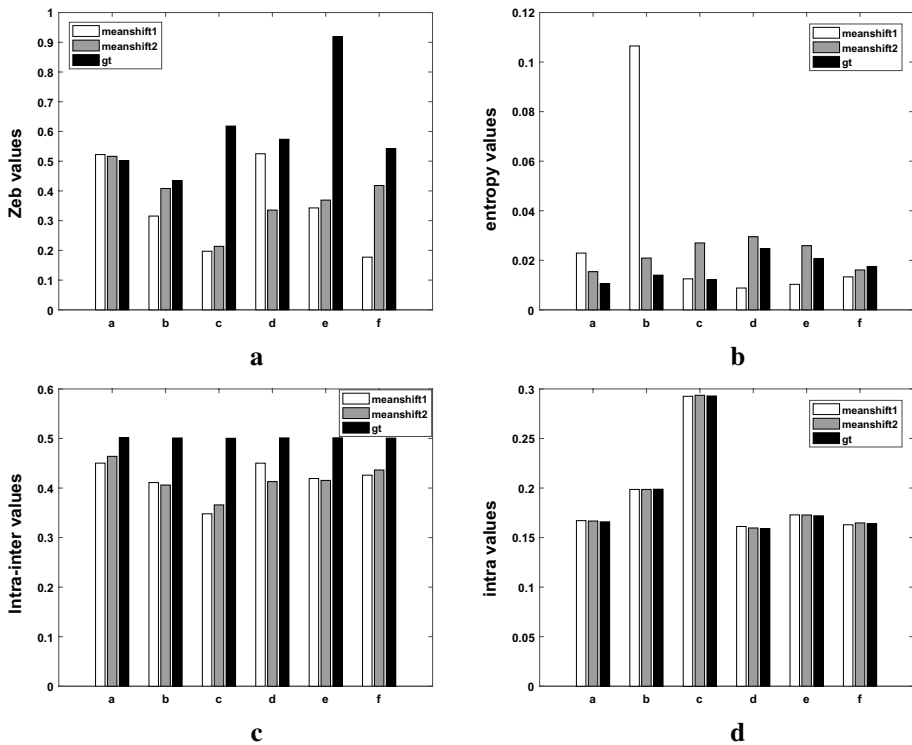 1
0.9
0.8
0.7
0.6
0.5
0.4
0.3
0.2
0.1
0
Zeb values
meanshift1
meanshift2
gt
a b c d e f
a
0.12
0.1
0.08
0.06
0.04
0.02
0
entropy values
meanshift1
meanshift2
gt
a b c d e f
b
0.6
0.5
0.4
0.3
0.2
0.1
0
Intra-inter values
meanshift1
meanshift2
gt
a b c d e f
c
0.3
0.25
0.2
0.15
0.1
0.05
0
intra values
meanshift1
meanshift2
gt
a b c d e f
d